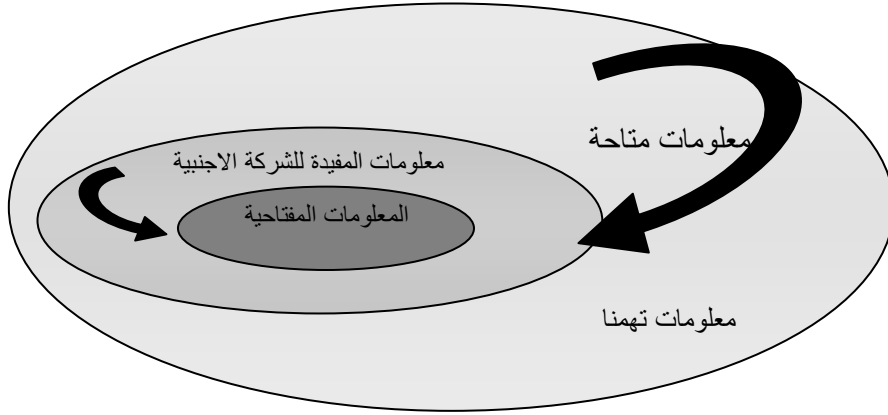 معلومات متاحة
معلومات المفيدة للشركة الاجنبية
المعلومات المفتاحية
معلومات تهمنا